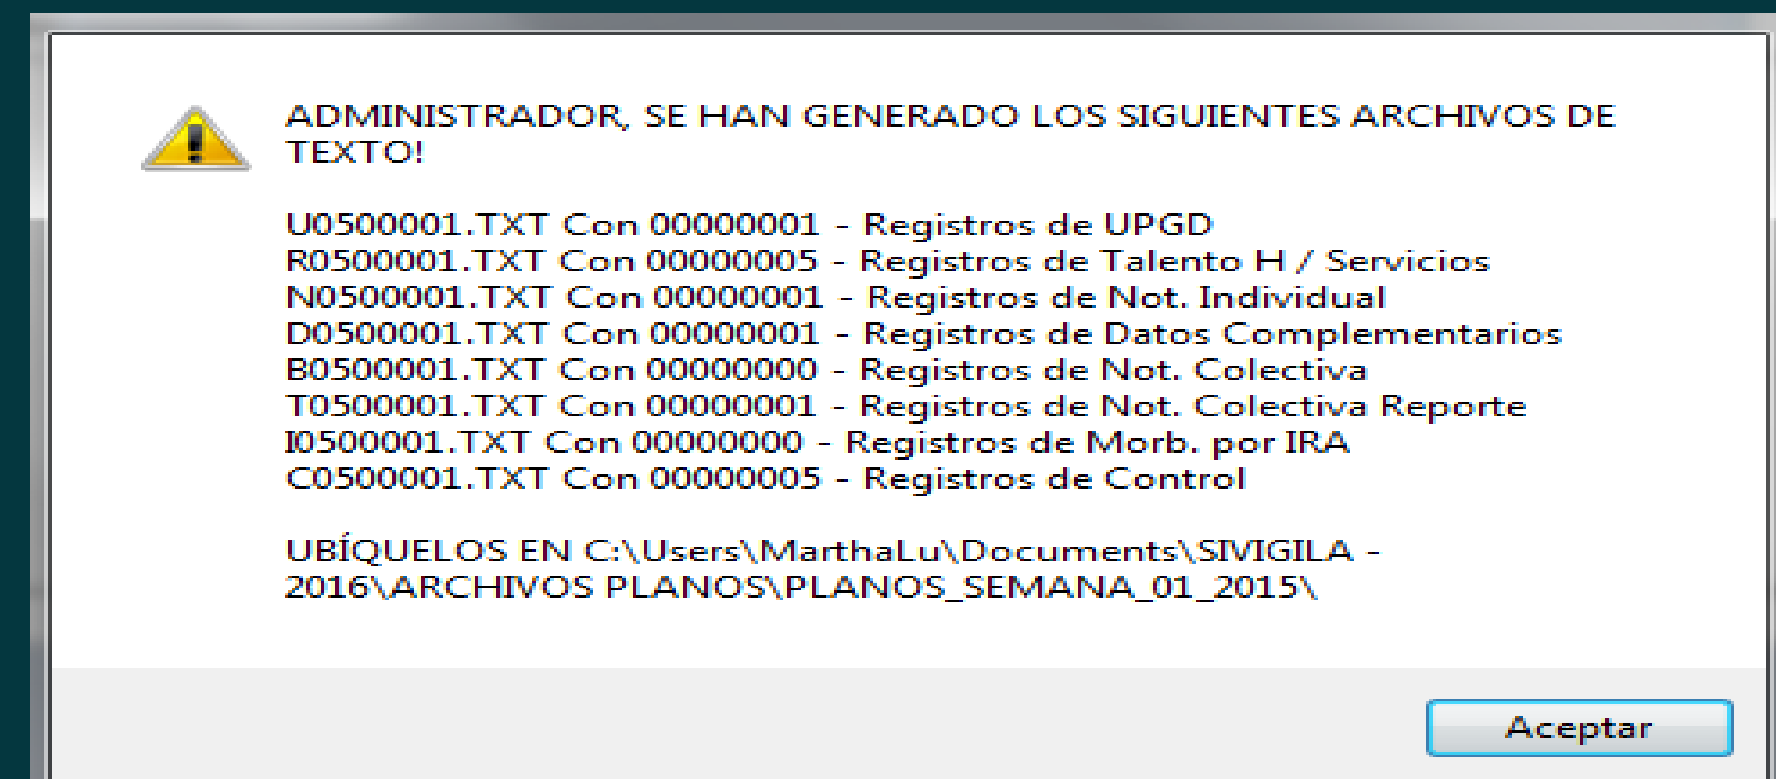 ADMINISTRADOR, SE HAN GENERADO LOS SIGUIENTES ARCHIVOS DE
TEXTO!
U0500001.TXT Con 00000001 - Registros de UPGD
R0500001.TXT Con 00000005 - Registros de Talento H / Servicios
N0500001.TXT Con 00000001 - Registros de Not. Individual
D0500001.TXT Con 00000001 - Registros de Datos Complementarios
B0500001.TXT Con 00000000 - Registros de Not. Colectiva
T0500001.TXT Con 00000001 - Registros de Not. Colectiva Reporte
I0500001.TXT Con 00000000 - Registros de Morb. por IRA
C0500001.TXT Con 00000005 - Registros de Control
UBÍQUELOS EN C:\Users\MarthaLu\Documents\SIVIGILA -
2016\ARCHIVOS PLANOS\PLANOS_SEMANA_01_2015\
Aceptar